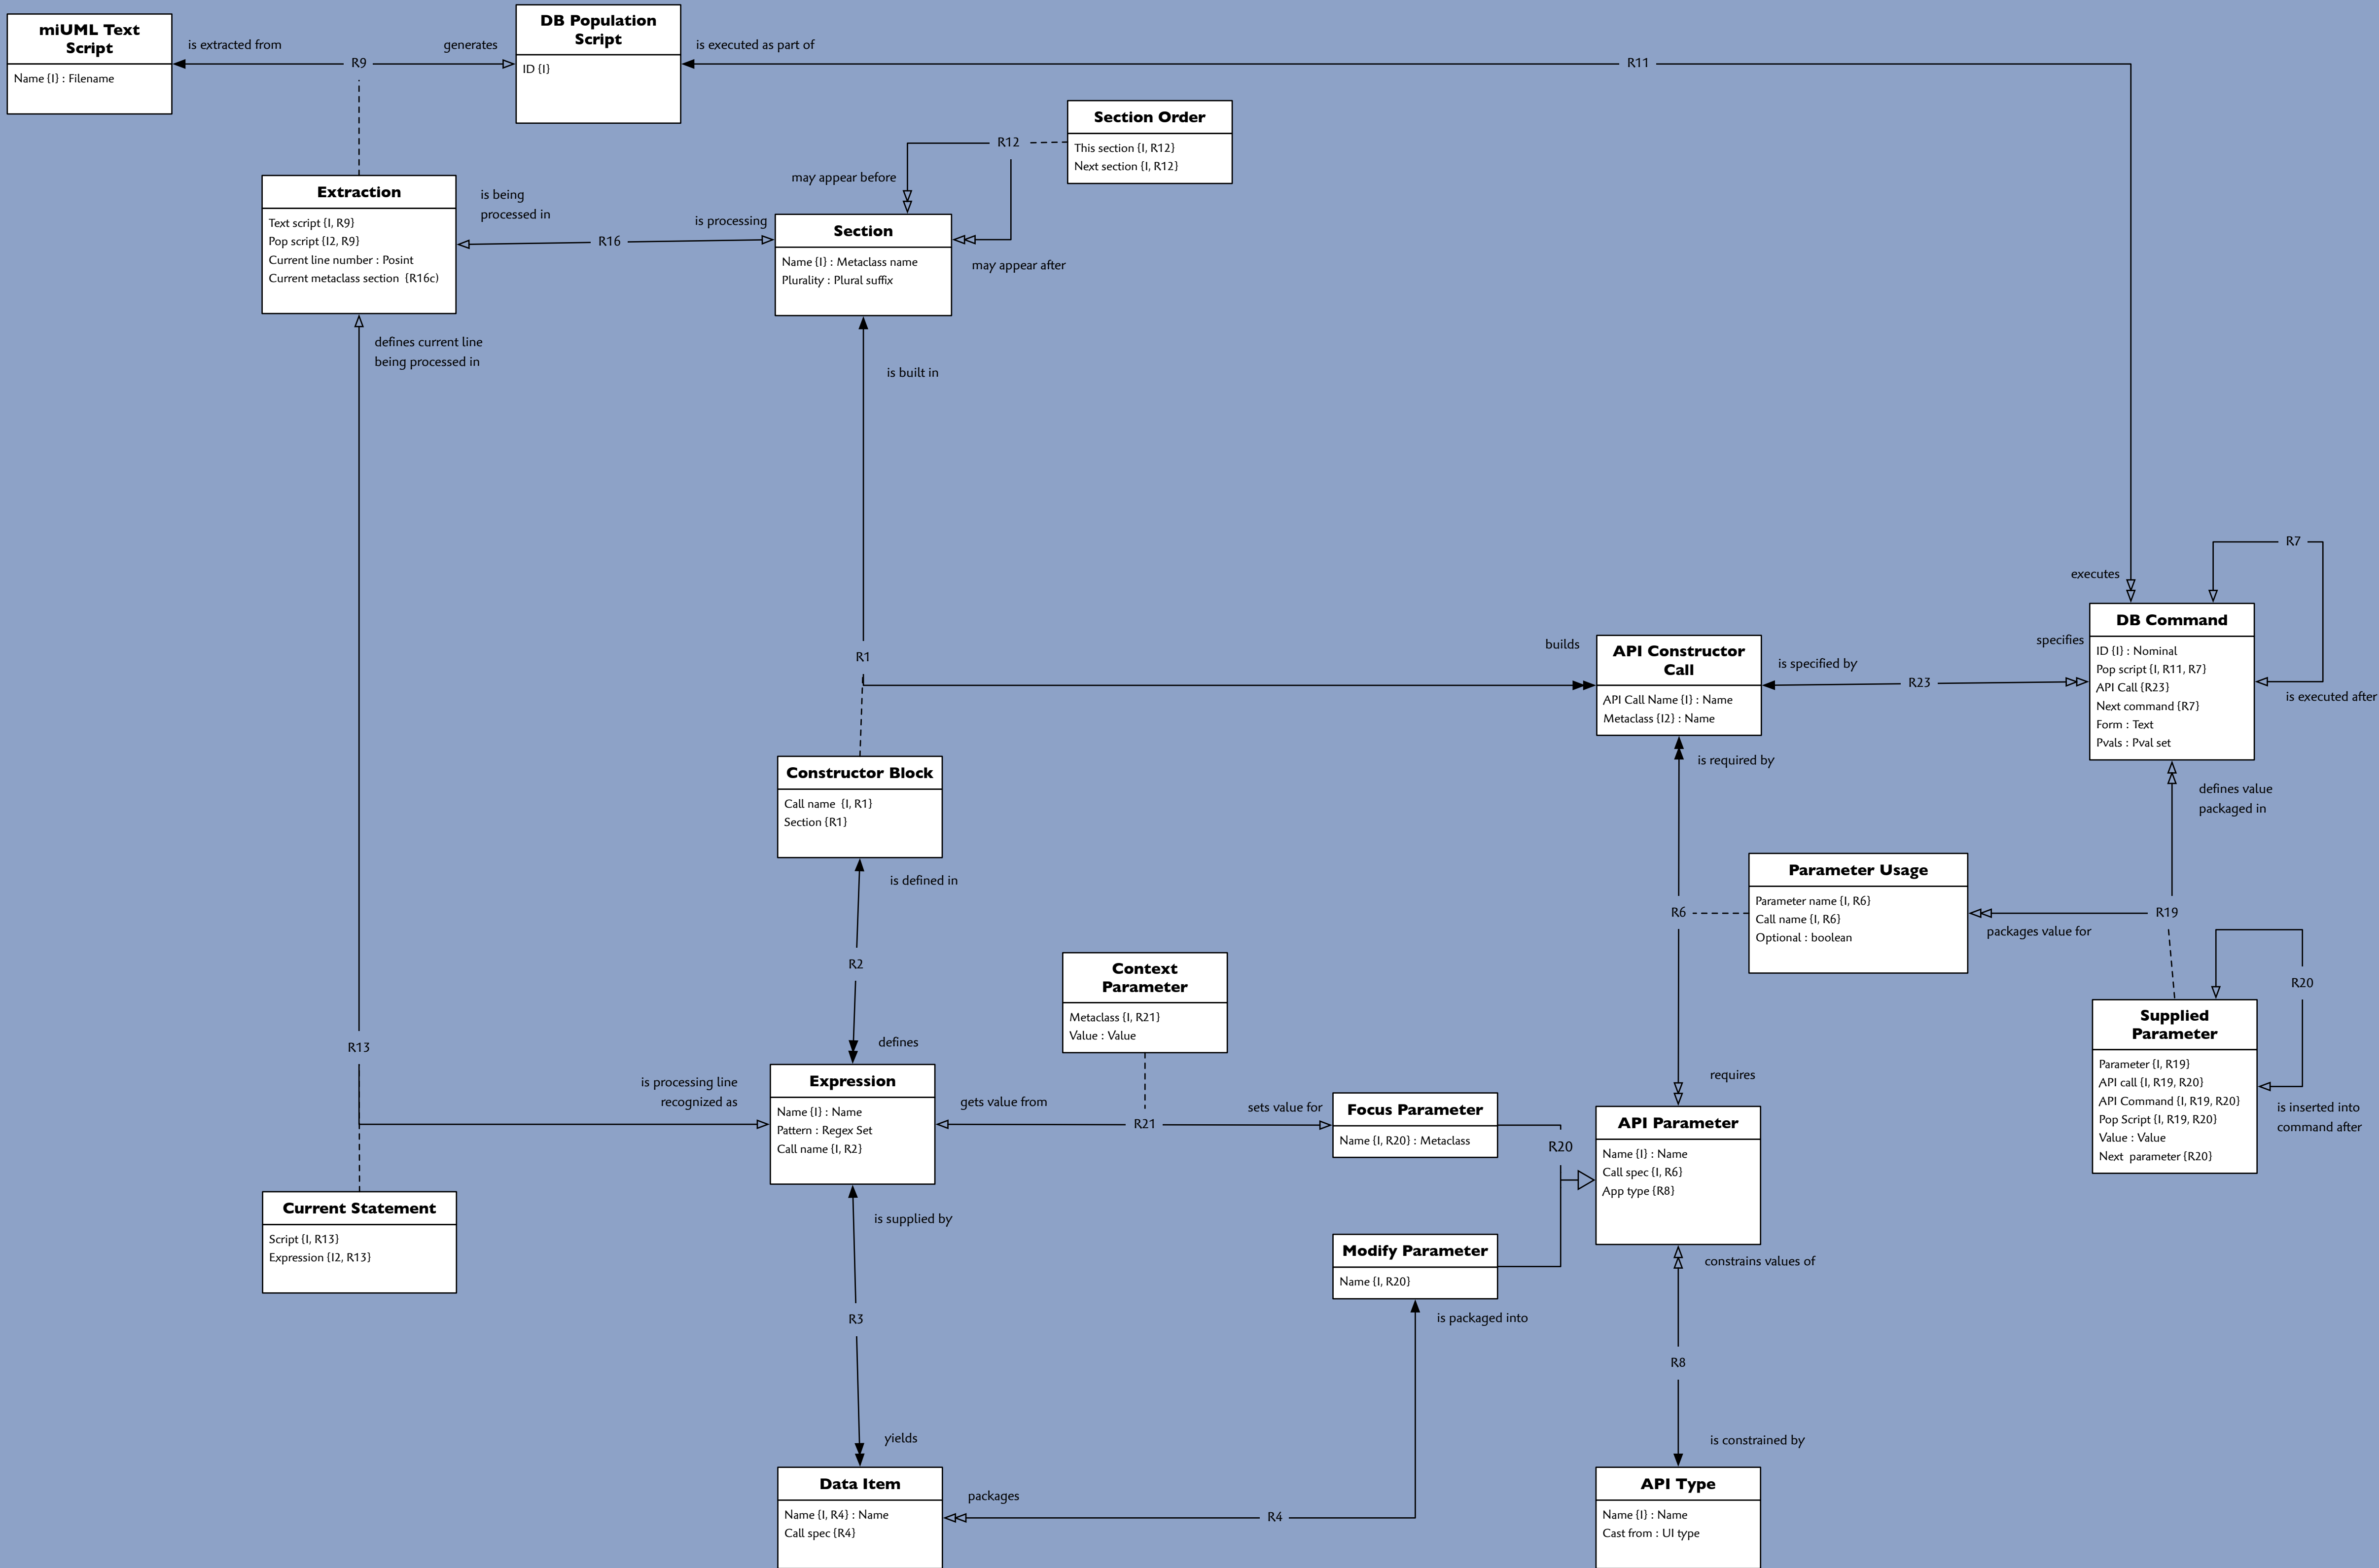 miUML Text
Script
Name {I} : Filename
is extracted from
R9
generates
DB Population
Script
ID {I}
is executed as part of
R11
Section Order
This section {I, R12}
Next section {I, R12}
R12
may appear before
may appear after
Extraction
Text script {I, R9}
Pop script {I2, R9}
Current line number : Posint
Current metaclass section  {R16c)
is being
processed in
R16
is processing
Section
Name {I} : Metaclass name
Plurality : Plural suffix
defines current line
being processed in
is built in
R1
builds
API Constructor
Call
API Call Name {I} : Name
Metaclass {I2} : Name
is specified by
R23
specifies
executes
R7
DB Command
ID {I} : Nominal
Pop script {I, R11, R7}
API Call {R23}
Next command {R7}
Form : Text
Pvals : Pval set
is executed after
is required by
defines value
packaged in
Constructor Block
Call name  {I, R1}
Section {R1}
is defined in
R2
defines
R6
Parameter Usage
Parameter name {I, R6}
Call name {I, R6}
Optional : boolean
packages value for
R19
R20
Supplied
Parameter
Parameter {I, R19}
API call {I, R19, R20}
API Command {I, R19, R20}
Pop Script {I, R19, R20}
Value : Value
Next  parameter {R20}
is inserted into
command after
Context
Parameter
Metaclass {I, R21}
Value : Value
R13
is processing line
recognized as
Expression
Name {I} : Name
Pattern : Regex Set
Call name {I, R2}
gets value from
R21
sets value for
Focus Parameter
Name {I, R20} : Metaclass
R20
requires
API Parameter
Name {I} : Name
Call spec {I, R6}
App type {R8}
Current Statement
Script {I, R13}
Expression {I2, R13}
is supplied by
R3
yields
Modify Parameter
Name {I, R20}
is packaged into
constrains values of
R8
is constrained by
Data Item
Name {I, R4} : Name
Call spec {R4}
packages
R4
API Type
Name {I} : Name
Cast from : UI type